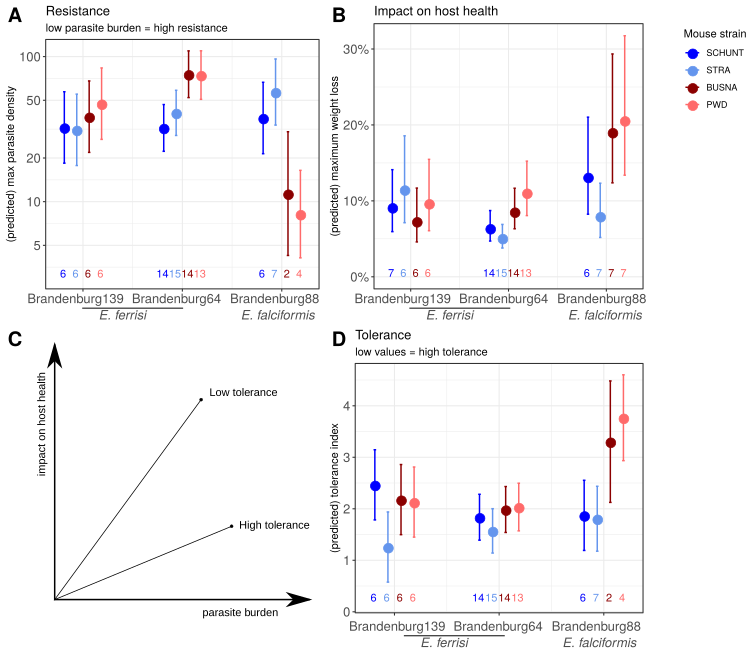 A Resistance
low parasite burden = high resistance
(predicted) max parasite density
100
50
20
10
5
6 6 6 6 14 15 14 13 6 7 2 4
Brandenburg139 Brandenburg64 Brandenburg88
E. ferrisi E. falciformis
B Impact on host health
(predicted) maximum weight loss
30%
20%
10%
0%
7 6 6 6 14 15 14 13 6 7 7 7
Brandenburg139 Brandenburg64 Brandenburg88
E. ferrisi E. falciformis
Mouse strain
SCHUNT
STRA
BUSNA
PWD
C
impact on host health
Low tolerance
High tolerance
parasite burden
D Tolerance
low values = high tolerance
(predicted) tolerance index
4
3
2
1
0
6 6 6 6 14 15 14 13 6 7 2 4
Brandenburg139 Brandenburg64 Brandenburg88
E. ferrisi E. falciformis